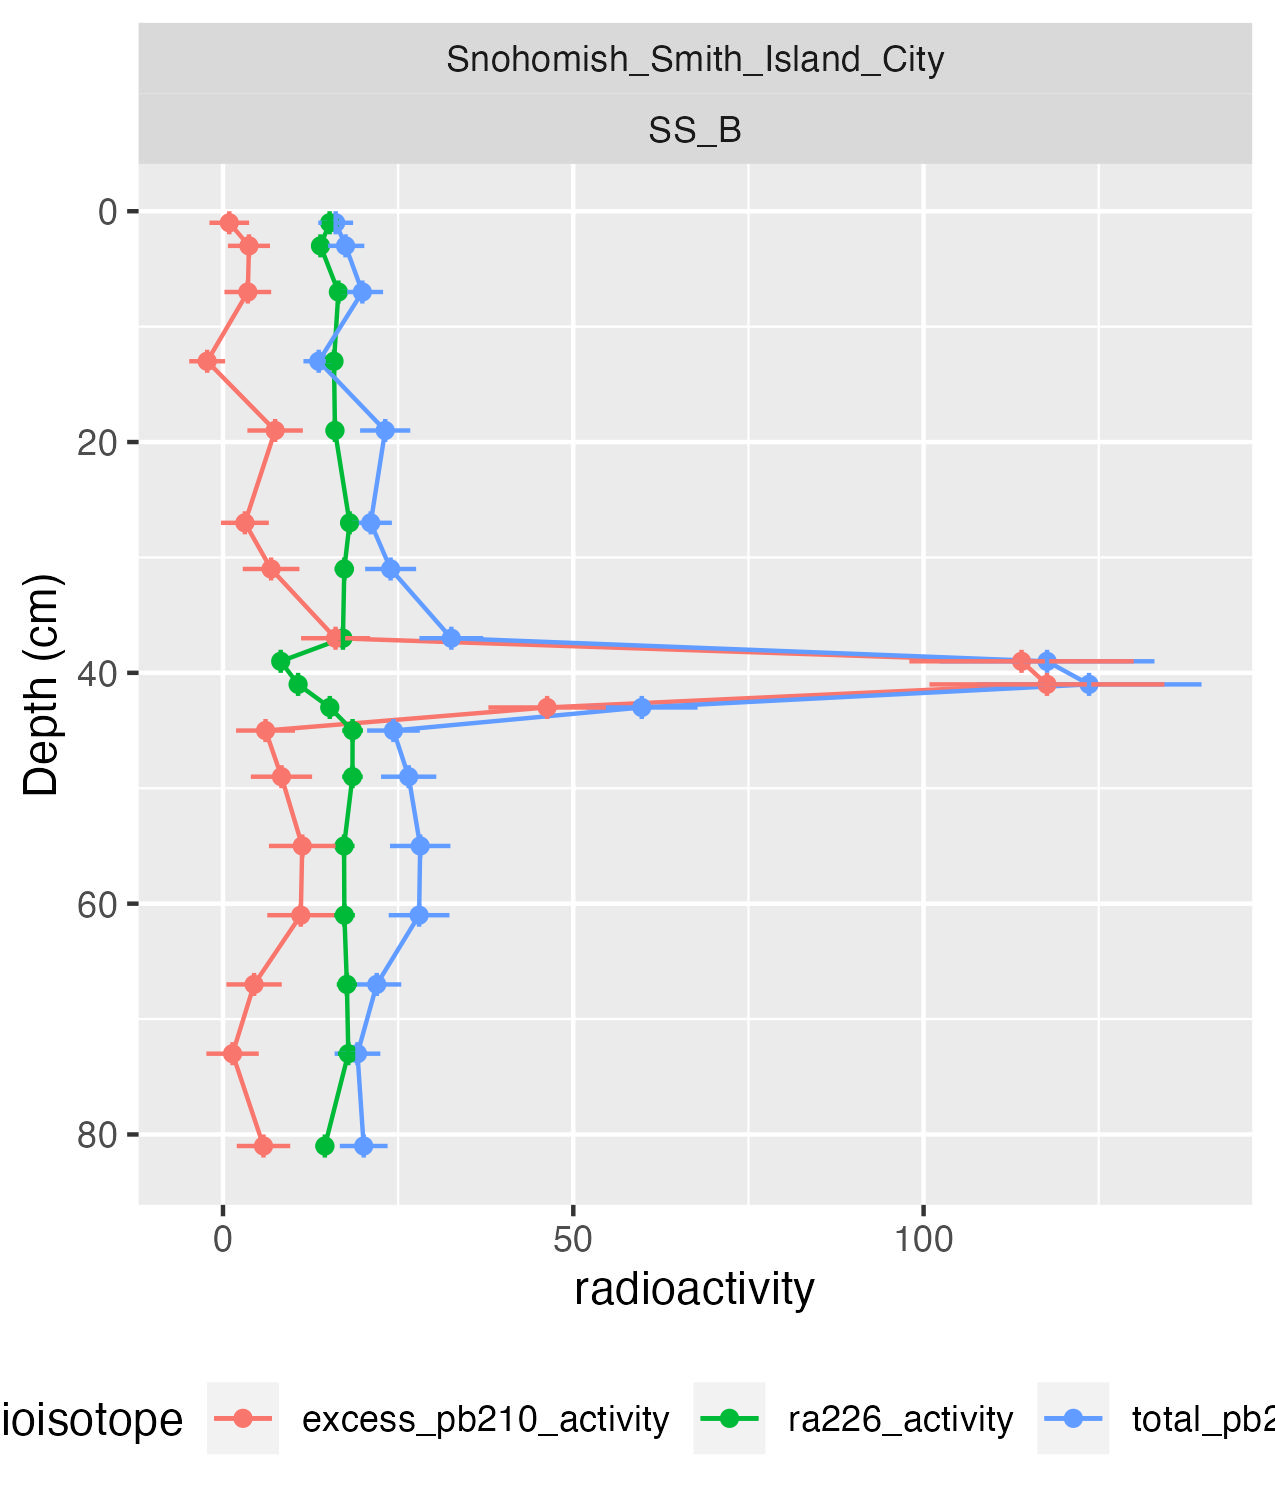 Snohomish_Smith_Island_City
SS_B
0
20
40
60
80
Depth (cm)
0 50 100
radioactivity
ioisotope excess_pb210_activity ra226_activity total_pb2